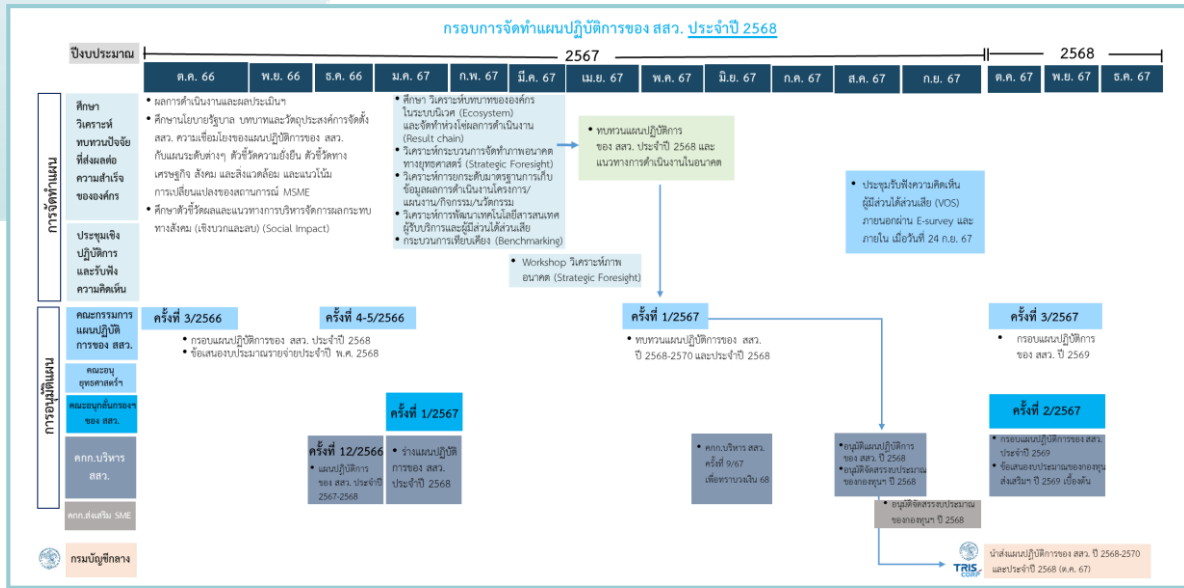 กรอบการจัดทำแผนปฏิบัติการของ สสว. ประจำปี 2568
ปีงบประมาณ
2567
2568
ต.ค. 66
พ.ย. 66
ธ.ค. 66
ม.ค. 67
ก.พ. 67
มี.ค. 67
เม.ย. 67
พ.ค. 67
มิ.ย. 67
ก.ค. 67
ส.ค. 67
ก.ย. 67
ต.ค. 67
พ.ย. 67
ธ.ค. 67
การจัดทำแผน
ศึกษา
วิเคราะห์
ทบทวนปัจจัย
ที่ส่งผลต่อ
ความสำเร็จ
ขององค์กร
• ผลการดำเนินงานและผลประเมินฯ
• ศึกษานโยบายรัฐบาล บทบาทและวัตถุประสงค์การจัดตั้ง
สสว. ความเชื่อมโยงของแผนปฏิบัติการของ สสว.
กับแผนระดับต่างๆ ตัวชี้วัดความยั่งยืน ตัวชี้วัดทาง
เศรษฐกิจ สังคม และสิ่งแวดล้อม และแนวโน้ม
การเปลี่ยนแปลงของสถานการณ์ MSME
• ศึกษาตัวชี้วัดผลและแนวทางการบริหารจัดการผลกระทบ
ทางสังคม (เชิงบวกและลบ) (Social Impact)
• ศึกษา วิเคราะห์บทบาทขององค์กร
ในระบบนิเวศ (Ecosystem)
และจัดทำห่วงโซ่ผลการดำเนินงาน
(Result chain)
• วิเคราะห์กระบวนการจัดทำภาพอนาคต
ทางยุทธศาสตร์ (Strategic Foresight)
• วิเคราะห์การยกระดับมาตรฐานการเก็บ
ข้อมูลผลการดำเนินงานโครงการ/
แผนงาน/กิจกรรม/นวัตกรรม
• วิเคราะห์การพัฒนาเทคโนโลยีสารสนเทศ
ผู้รับบริการและผู้มีส่วนได้ส่วนเสีย
• กระบวนการเทียบเคียง (Benchmarking)
• ทบทวนแผนปฏิบัติการ
ของ สสว. ประจำปี 2568 และ
แนวทางการดำเนินงานในอนาคต
• ประชุมรับฟังความคิดเห็น
ผู้มีส่วนได้ส่วนเสีย (VOS)
ภายนอกผ่าน E-survey และ
ภายใน เมื่อวันที่ 24 ก.ย. 67
ประชุมเชิง
ปฏิบัติการ
และรับฟัง
ความคิดเห็น
• Workshop วิเคราะห์ภาพ
อนาคต (Strategic Foresight)
การอนุมัติแผน
คณะกรรมการ
แผนปฏิบัติ
การของ สสว.
ครั้งที่ 3/2566
ครั้งที่ 4-5/2566
• กรอบแผนปฏิบัติการของ สสว. ประจำปี 2568
• ข้อเสนองบประมาณรายจ่ายประจำปี พ.ศ. 2568
ครั้งที่ 1/2567
• ทบทวนแผนปฏิบัติการของ สสว.
ปี 2568-2570 และประจำปี 2568
ครั้งที่ 3/2567
• กรอบแผนปฏิบัติการ
ของ สสว. ปี 2569
คณะอนุ
ยุทธศาสตร์ฯ
คณะอนุกลั่นกรองฯ
ของ สสว.
ครั้งที่ 1/2567
ครั้งที่ 2/2567
คกก.บริหาร
สสว.
ครั้งที่ 12/2566
• แผนปฏิบัติการ
ของ สสว. ประจำปี
2567-2568
• ร่างแผนปฏิบัติ
การของ สสว.
ประจำปี 2568
• คกก.บริหาร สสว.
ครั้งที่ 9/67
เพื่อทราบวงเงิน 68
•อนุมัติแผนปฏิบัติการ
ของ สสว. ปี 2568
•อนุมัติจัดสรรงบประมาณ
ของกองทุนฯ ปี 2568
• กรอบแผนปฏิบัติการของ สสว.
ประจำปี 2569
• ข้อเสนองบประมาณของกองทุน
ส่งเสริมฯ ปี 2569 เบื้องต้น
คกก.ส่งเสริม SME
• อนุมัติจัดสรรงบประมาณ
ของกองทุนฯ ปี 2568
กรมบัญชีกลาง
TRIS
CORP
นำส่งแผนปฏิบัติการของ สสว. ปี 2568-2570
และประจำปี 2568 (ต.ค. 67)